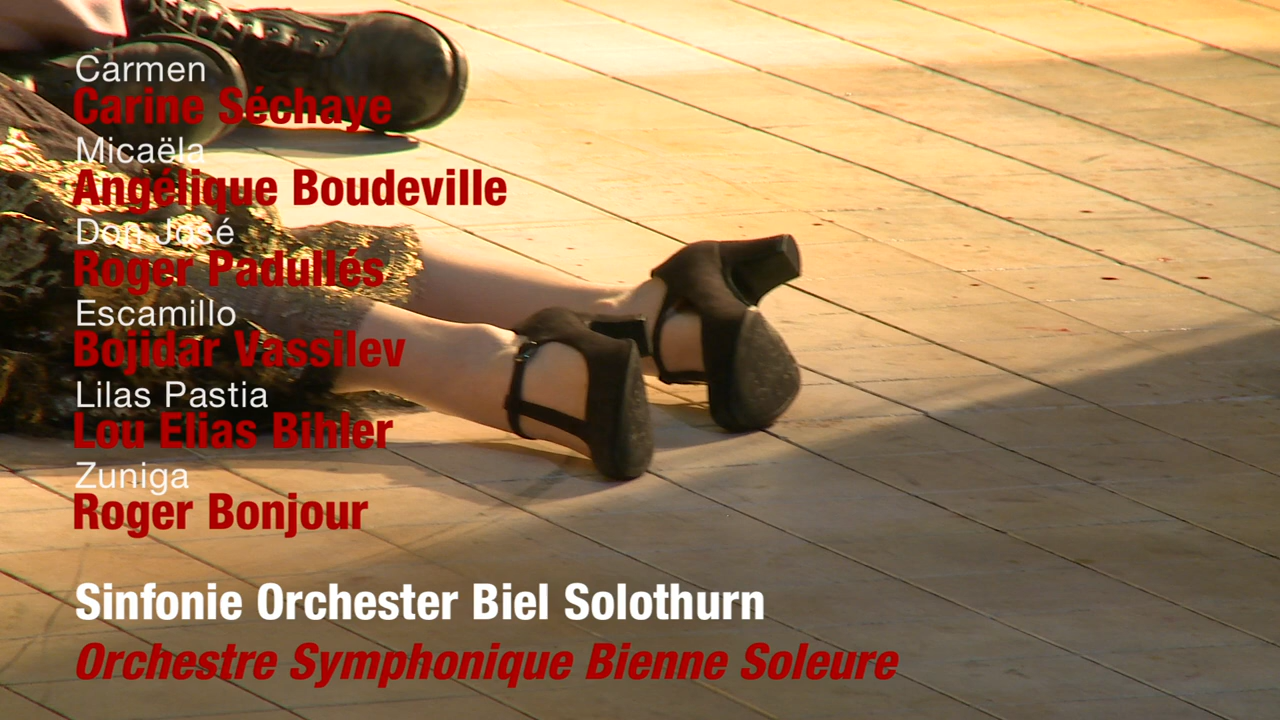 Carmen
Carine Séchaye
Micaëla
Angélique Boudeville
Don José
Roger Padullés
Escamillo
Bojidar Vassilev
Lilas Pastia
Lou Elias Bihler
Zuniga
Roger Bonjour
Sinfonie Orchester Biel Solothurn
Orchestre Symphonique Bienne Soleure